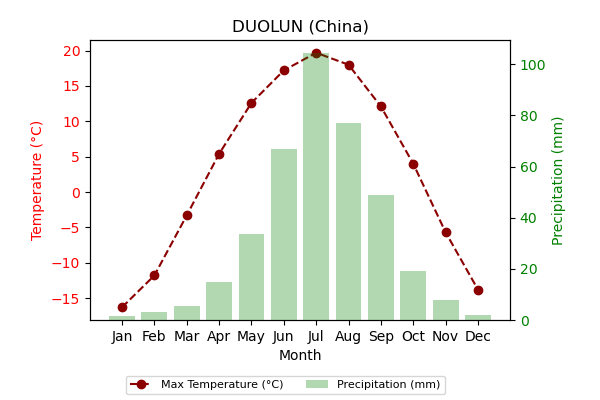 DUOLUN (China)
20
15
10
5
0
−5
−10
−15
Temperature (°C)
100
80
60
40
20
0
Precipitation (mm)
Jan Feb Mar Apr May Jun Jul Aug Sep Oct Nov Dec
Month
Max Temperature (°C) Precipitation (mm)